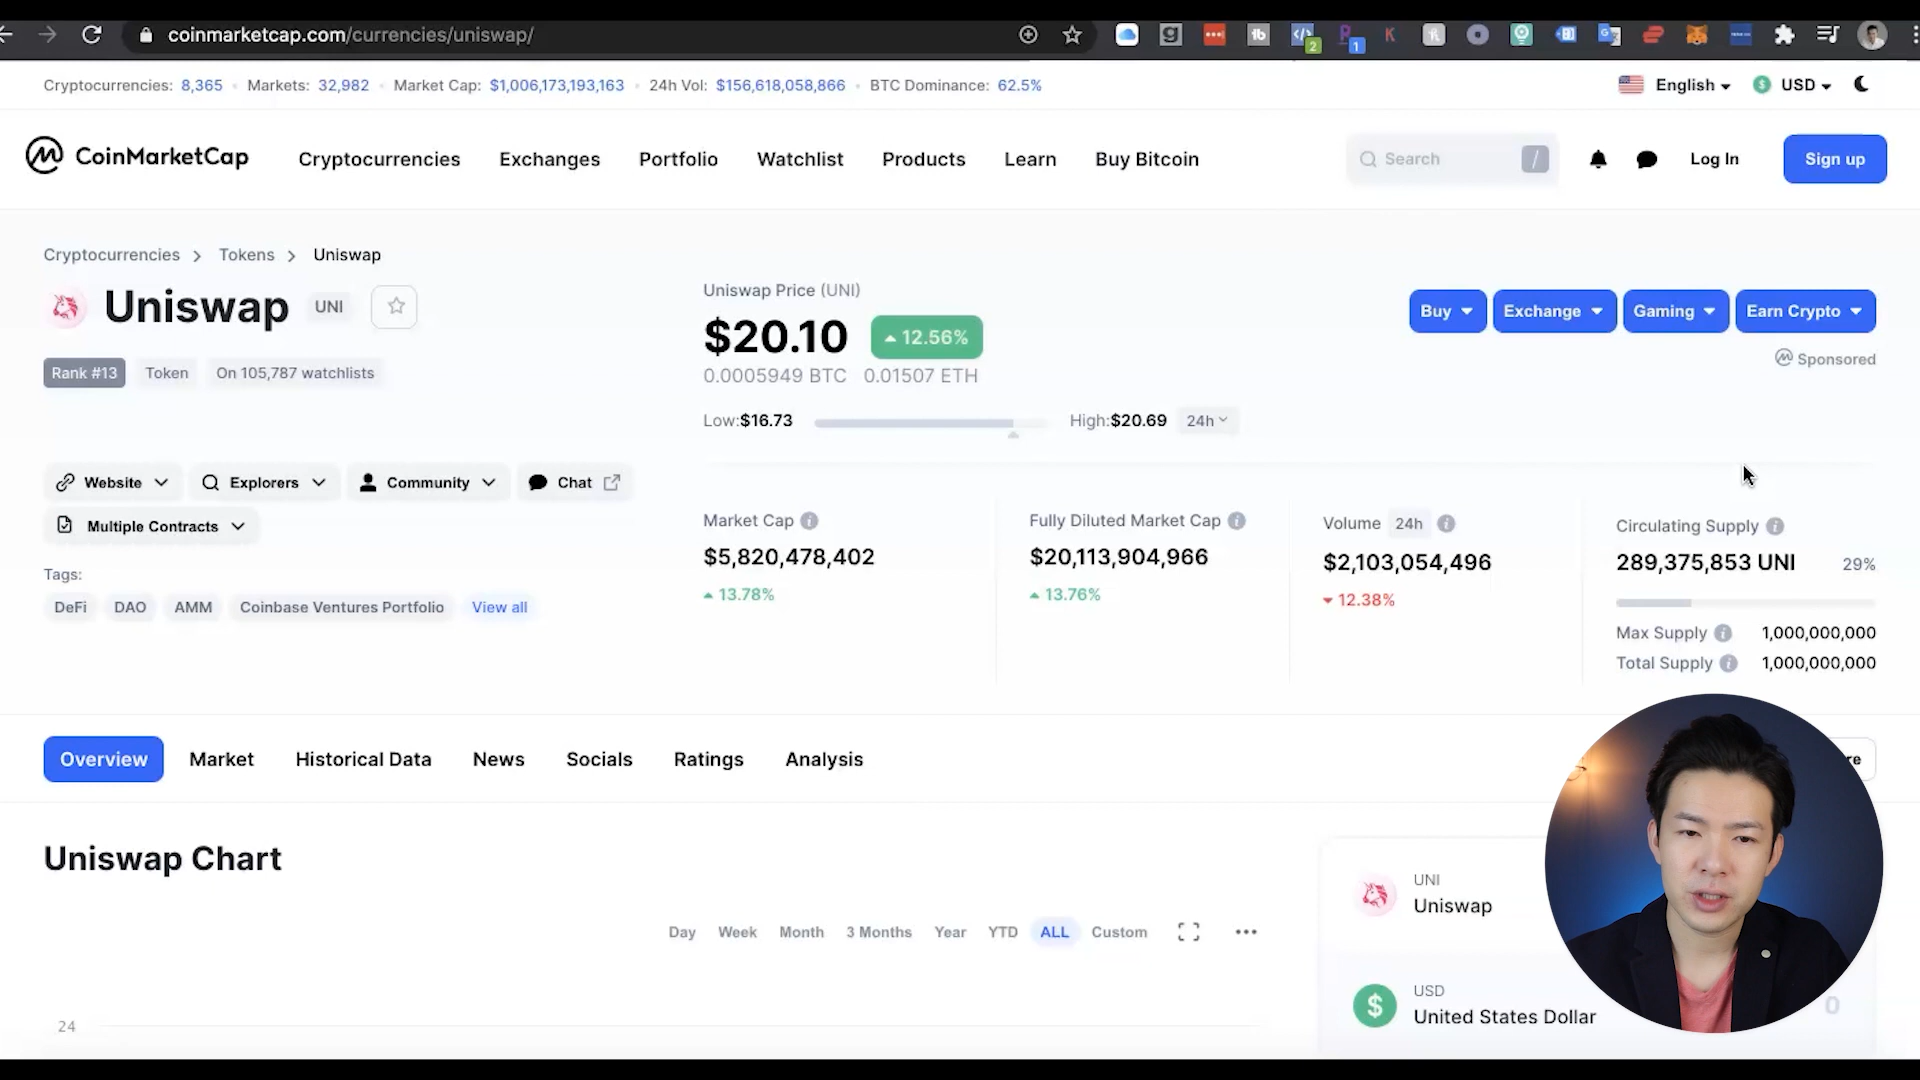 coinmarketcap.com/currencies/uniswap/
Cryptocurrencies: 8,365 • Markets: 32,982 • Market Cap: $1,006,173,193,163 • 24h Vol: $156,618,058,866 • BTC Dominance: 62.5%
English
USD
CoinMarketCap
Cryptocurrencies
Exchanges
Portfolio
Watchlist
Products
Learn
Buy Bitcoin
Search
/
Log In
Sign up
Cryptocurrencies > Tokens > Uniswap
Uniswap UNI
Rank #13
Token
On 105,787 watchlists
Website
Explorers
Community
Chat
Multiple Contracts
Tags:
DeFi
DAO
AMM
Coinbase Ventures Portfolio
View all
Uniswap Price (UNI)
$20.10 12.56%
0.0005949 BTC 0.01507 ETH
Low:$16.73
High:$20.69
24h
Buy
Exchange
Gaming
Earn Crypto
Sponsored
Market Cap
$5,820,478,402
13.78%
Fully Diluted Market Cap
$20,113,904,966
13.76%
Volume 24h
$2,103,054,496
12.38%
Circulating Supply
289,375,853 UNI 29%
Max Supply 1,000,000,000
Total Supply 1,000,000,000
Overview
Market
Historical Data
News
Socials
Ratings
Analysis
Uniswap Chart
Day
Week
Month
3 Months
Year
YTD
ALL
Custom
24
UNI
Uniswap
USD
United States Dollar
0